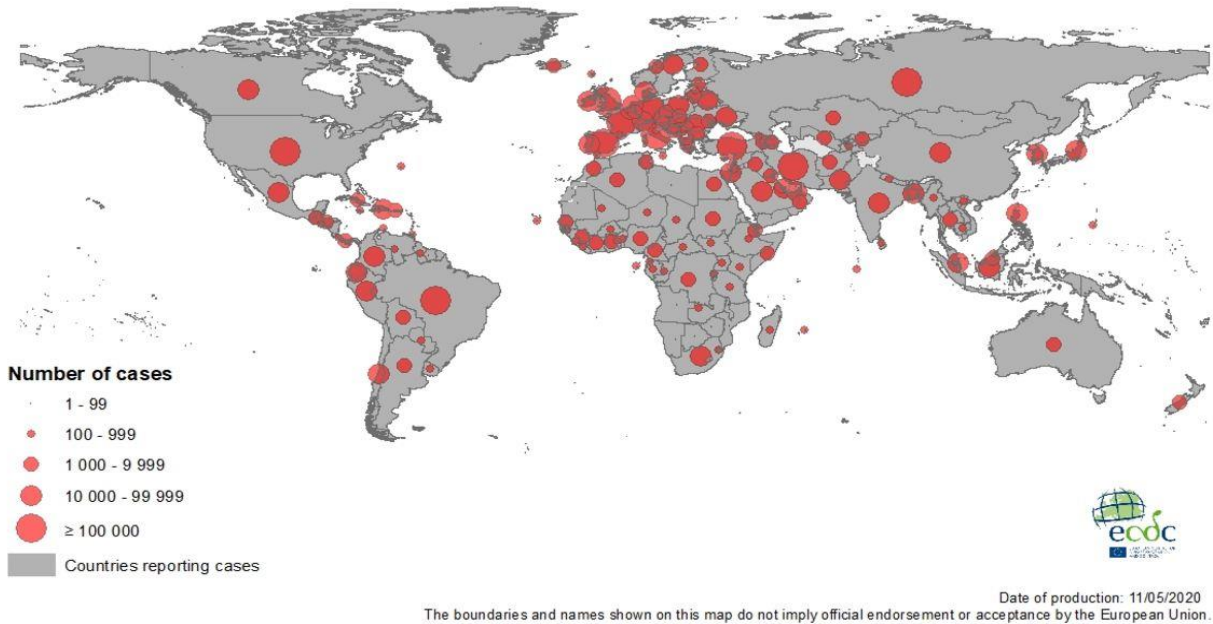 Number of cases
1 - 99
100 - 999
1 000 - 9 999
10 000 - 99 999
≥ 100 000
Countries reporting cases
ecdc
Date of production: 11/05/2020
The boundaries and names shown on this map do not imply official endorsement or acceptance by the European Union.